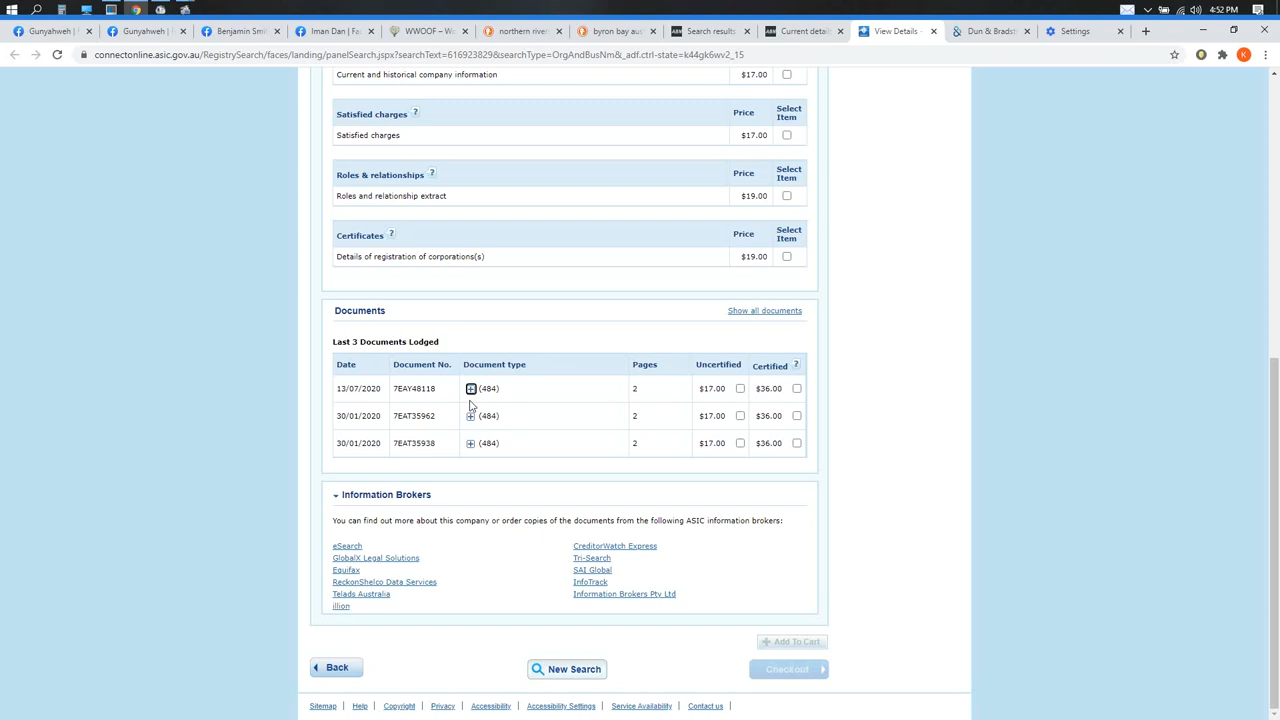 4:52 PM
Gunyahweh | F
Gunyahweh | F
Benjamin Smi
Iman Dan | Fa
WWOOF – Wo
northern river
byron bay aus
Search results
Current detail
View Details -
Dun & Bradst
Settings
connectonline.asic.gov.au/RegistrySearch/faces/landing/panelSearch.jspx?searchText=616923829&searchType=OrgAndBusNm&_adf.ctrl-state=k44gk6wv2_15
K
Current and historical company information $17.00
Satisfied charges ? Price Select Item
Satisfied charges $17.00
Roles & relationships ? Price Select Item
Roles and relationship extract $19.00
Certificates ? Price Select Item
Details of registration of corporations(s) $19.00
Documents Show all documents
Last 3 Documents Lodged
Date Document No. Document type Pages Uncertified Certified ?
13/07/2020 7EAY48118 (484) 2 $17.00 $36.00
30/01/2020 7EAT35962 (484) 2 $17.00 $36.00
30/01/2020 7EAT35938 (484) 2 $17.00 $36.00
Information Brokers
You can find out more about this company or order copies of the documents from the following ASIC information brokers:
eSearch CreditorWatch Express
GlobalX Legal Solutions Tri-Search
Equifax SAI Global
ReckonShelco Data Services InfoTrack
Telads Australia Information Brokers Pty Ltd
illion
Add To Cart
Back New Search Checkout
Sitemap | Help | Copyright | Privacy | Accessibility | Accessibility Settings | Service Availability | Contact us |